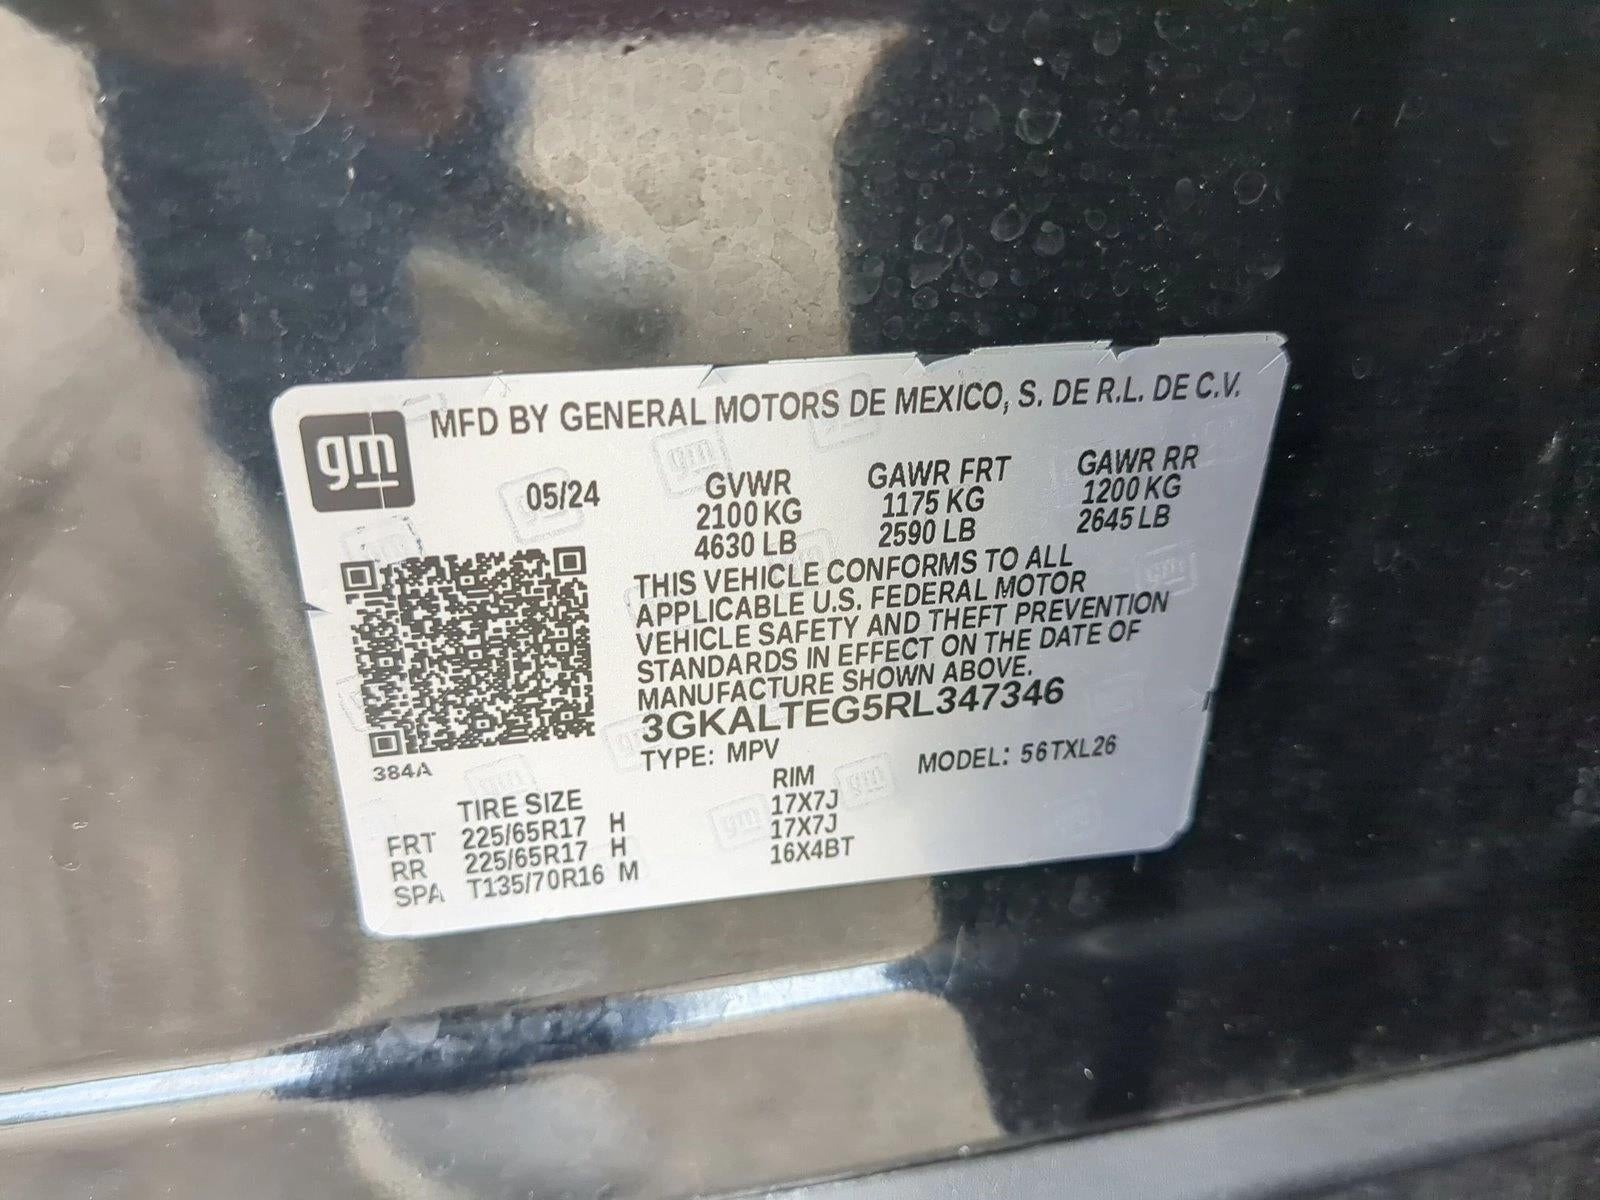 gm
MFD BY GENERAL MOTORS DE MEXICO, S. DE R.L. DE C.V.
05/24 GVWR GAWR FRT GAWR RR
2100 KG 1175 KG 1200 KG
4630 LB 2590 LB 2645 LB
THIS VEHICLE CONFORMS TO ALL
APPLICABLE U.S. FEDERAL MOTOR
VEHICLE SAFETY AND THEFT PREVENTION
STANDARDS IN EFFECT ON THE DATE OF
MANUFACTURE SHOWN ABOVE.
3GKALTEG5RL347346
TYPE: MPV MODEL: 56TXL26
384A
TIRE SIZE RIM
FRT 225/65R17 H 17X7J
RR 225/65R17 H 17X7J
SPA T135/70R16 M 16X4BT